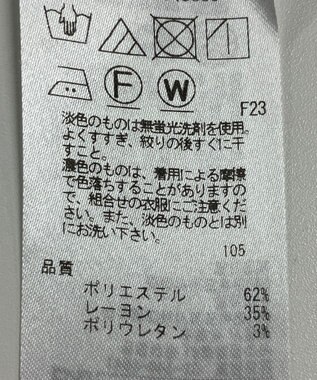 F
W
F23
淡色のものは無蛍光洗剤を使用。
よくすすぎ、絞りの後すぐに干
すこと。
濃色のものは、着用による摩擦
で色落ちすることがありますの
で、組合せの衣服にご注意くださ
い。また、淡色のものとは別
にお洗い下さい。
105
品質
ポリエステル 62%
レーヨン 35%
ポリウレタン 3%